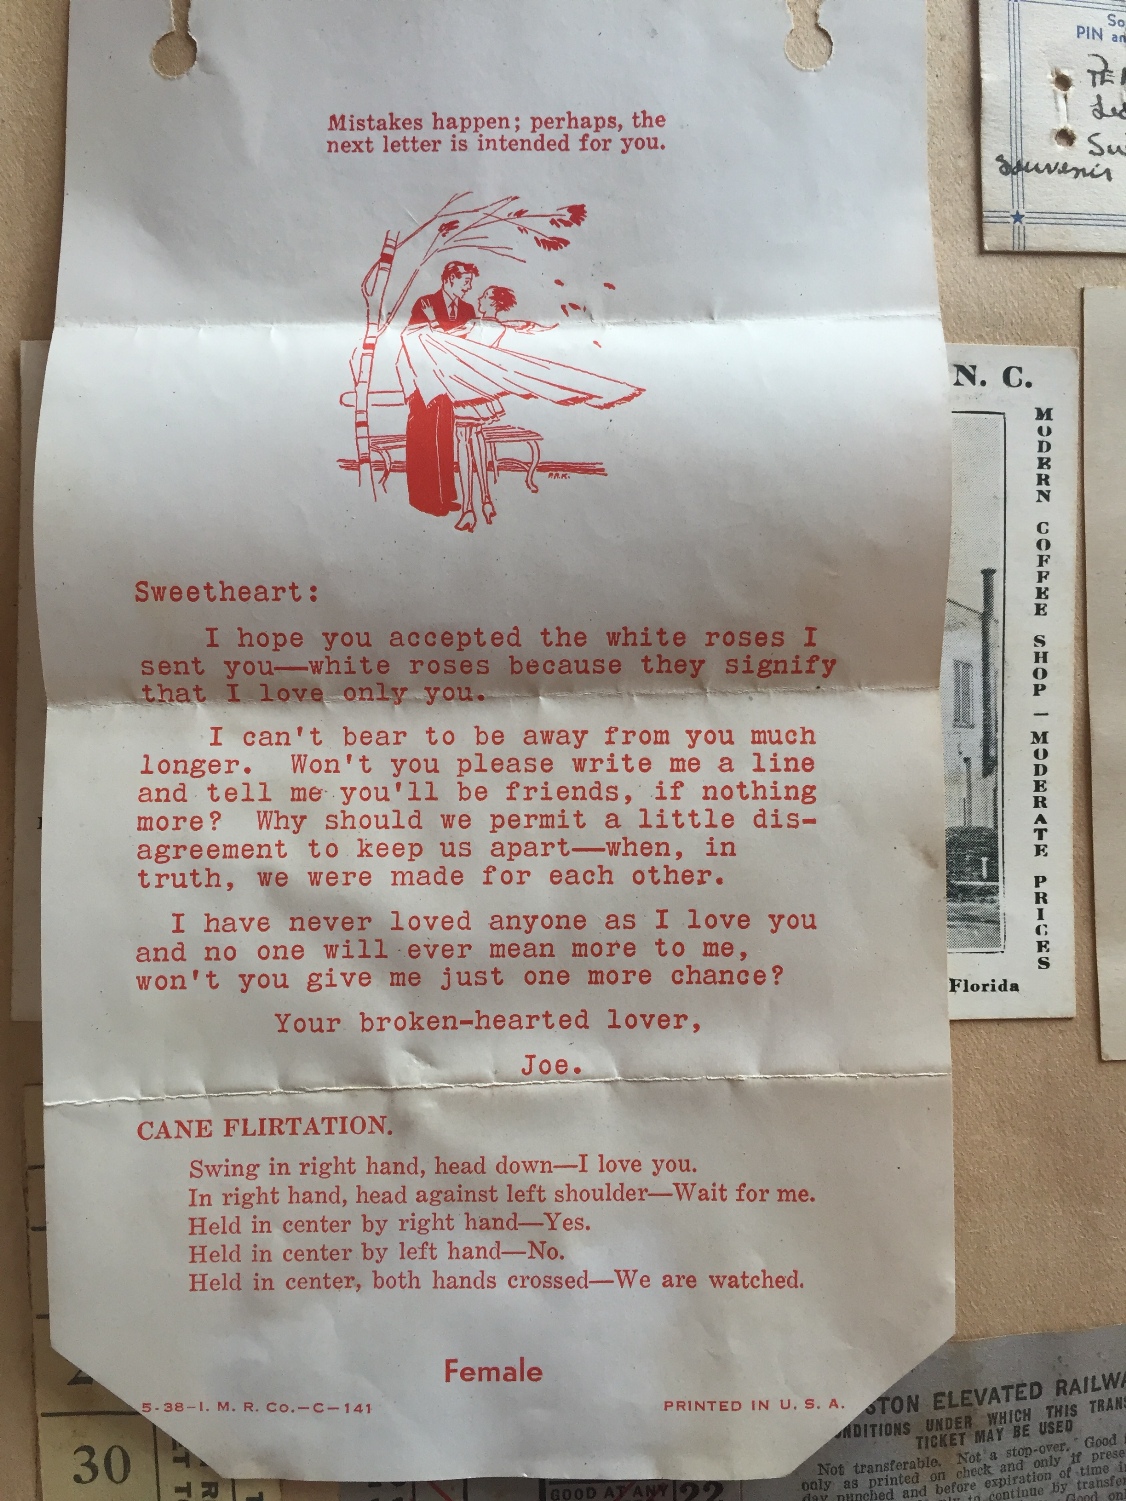 Mistakes happen; perhaps, the
next letter is intended for you.
P.R.K.
Sweetheart:
I hope you accepted the white roses I
sent you—white roses because they signify
that I love only you.
I can't bear to be away from you much
longer. Won't you please write me a line
and tell me you'll be friends, if nothing
more? Why should we permit a little dis-
agreement to keep us apart—when, in
truth, we were made for each other.
I have never loved anyone as I love you
and no one will ever mean more to me,
won't you give me just one more chance?
Your broken-hearted lover,
Joe.
CANE FLIRTATION.
Swing in right hand, head down—I love you.
In right hand, head against left shoulder—Wait for me.
Held in center by right hand—Yes.
Held in center by left hand—No.
Held in center, both hands crossed—We are watched.
Female
5-38-I. M. R. Co.—C-141
PRINTED IN U. S. A.
So
PIN an
Souvenir
N. C.
MODERN COFFEE SHOP — MODERATE PRICES
Florida
STON ELEVATED RAILWA
NDITIONS UNDER WHICH THIS TRAN
TICKET MAY BE USED
Not transferable. Not a stop-over. Good
only as printed on check and only if prese
day punched and before expiration of time
to continue by transfer
Good on
30
GOOD AT ANY
22